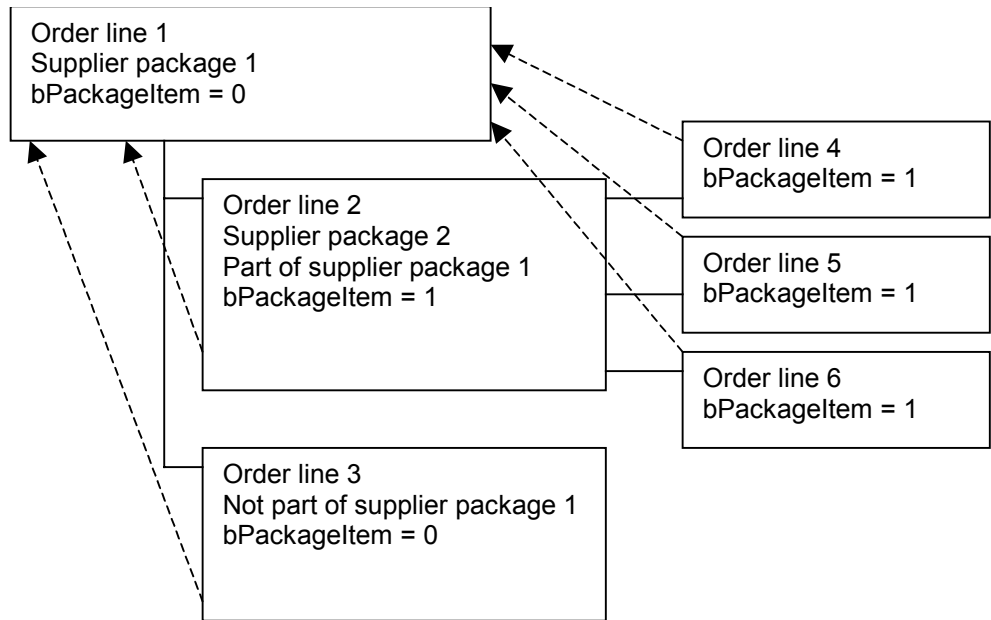 Order line 1
Supplier package 1
bPackageItem = 0
Order line 4
bPackageItem = 1
Order line 2
Supplier package 2
Part of supplier package 1
bPackageItem = 1
Order line 5
bPackageItem = 1
Order line 6
bPackageItem = 1
Order line 3
Not part of supplier package 1
bPackageItem = 0